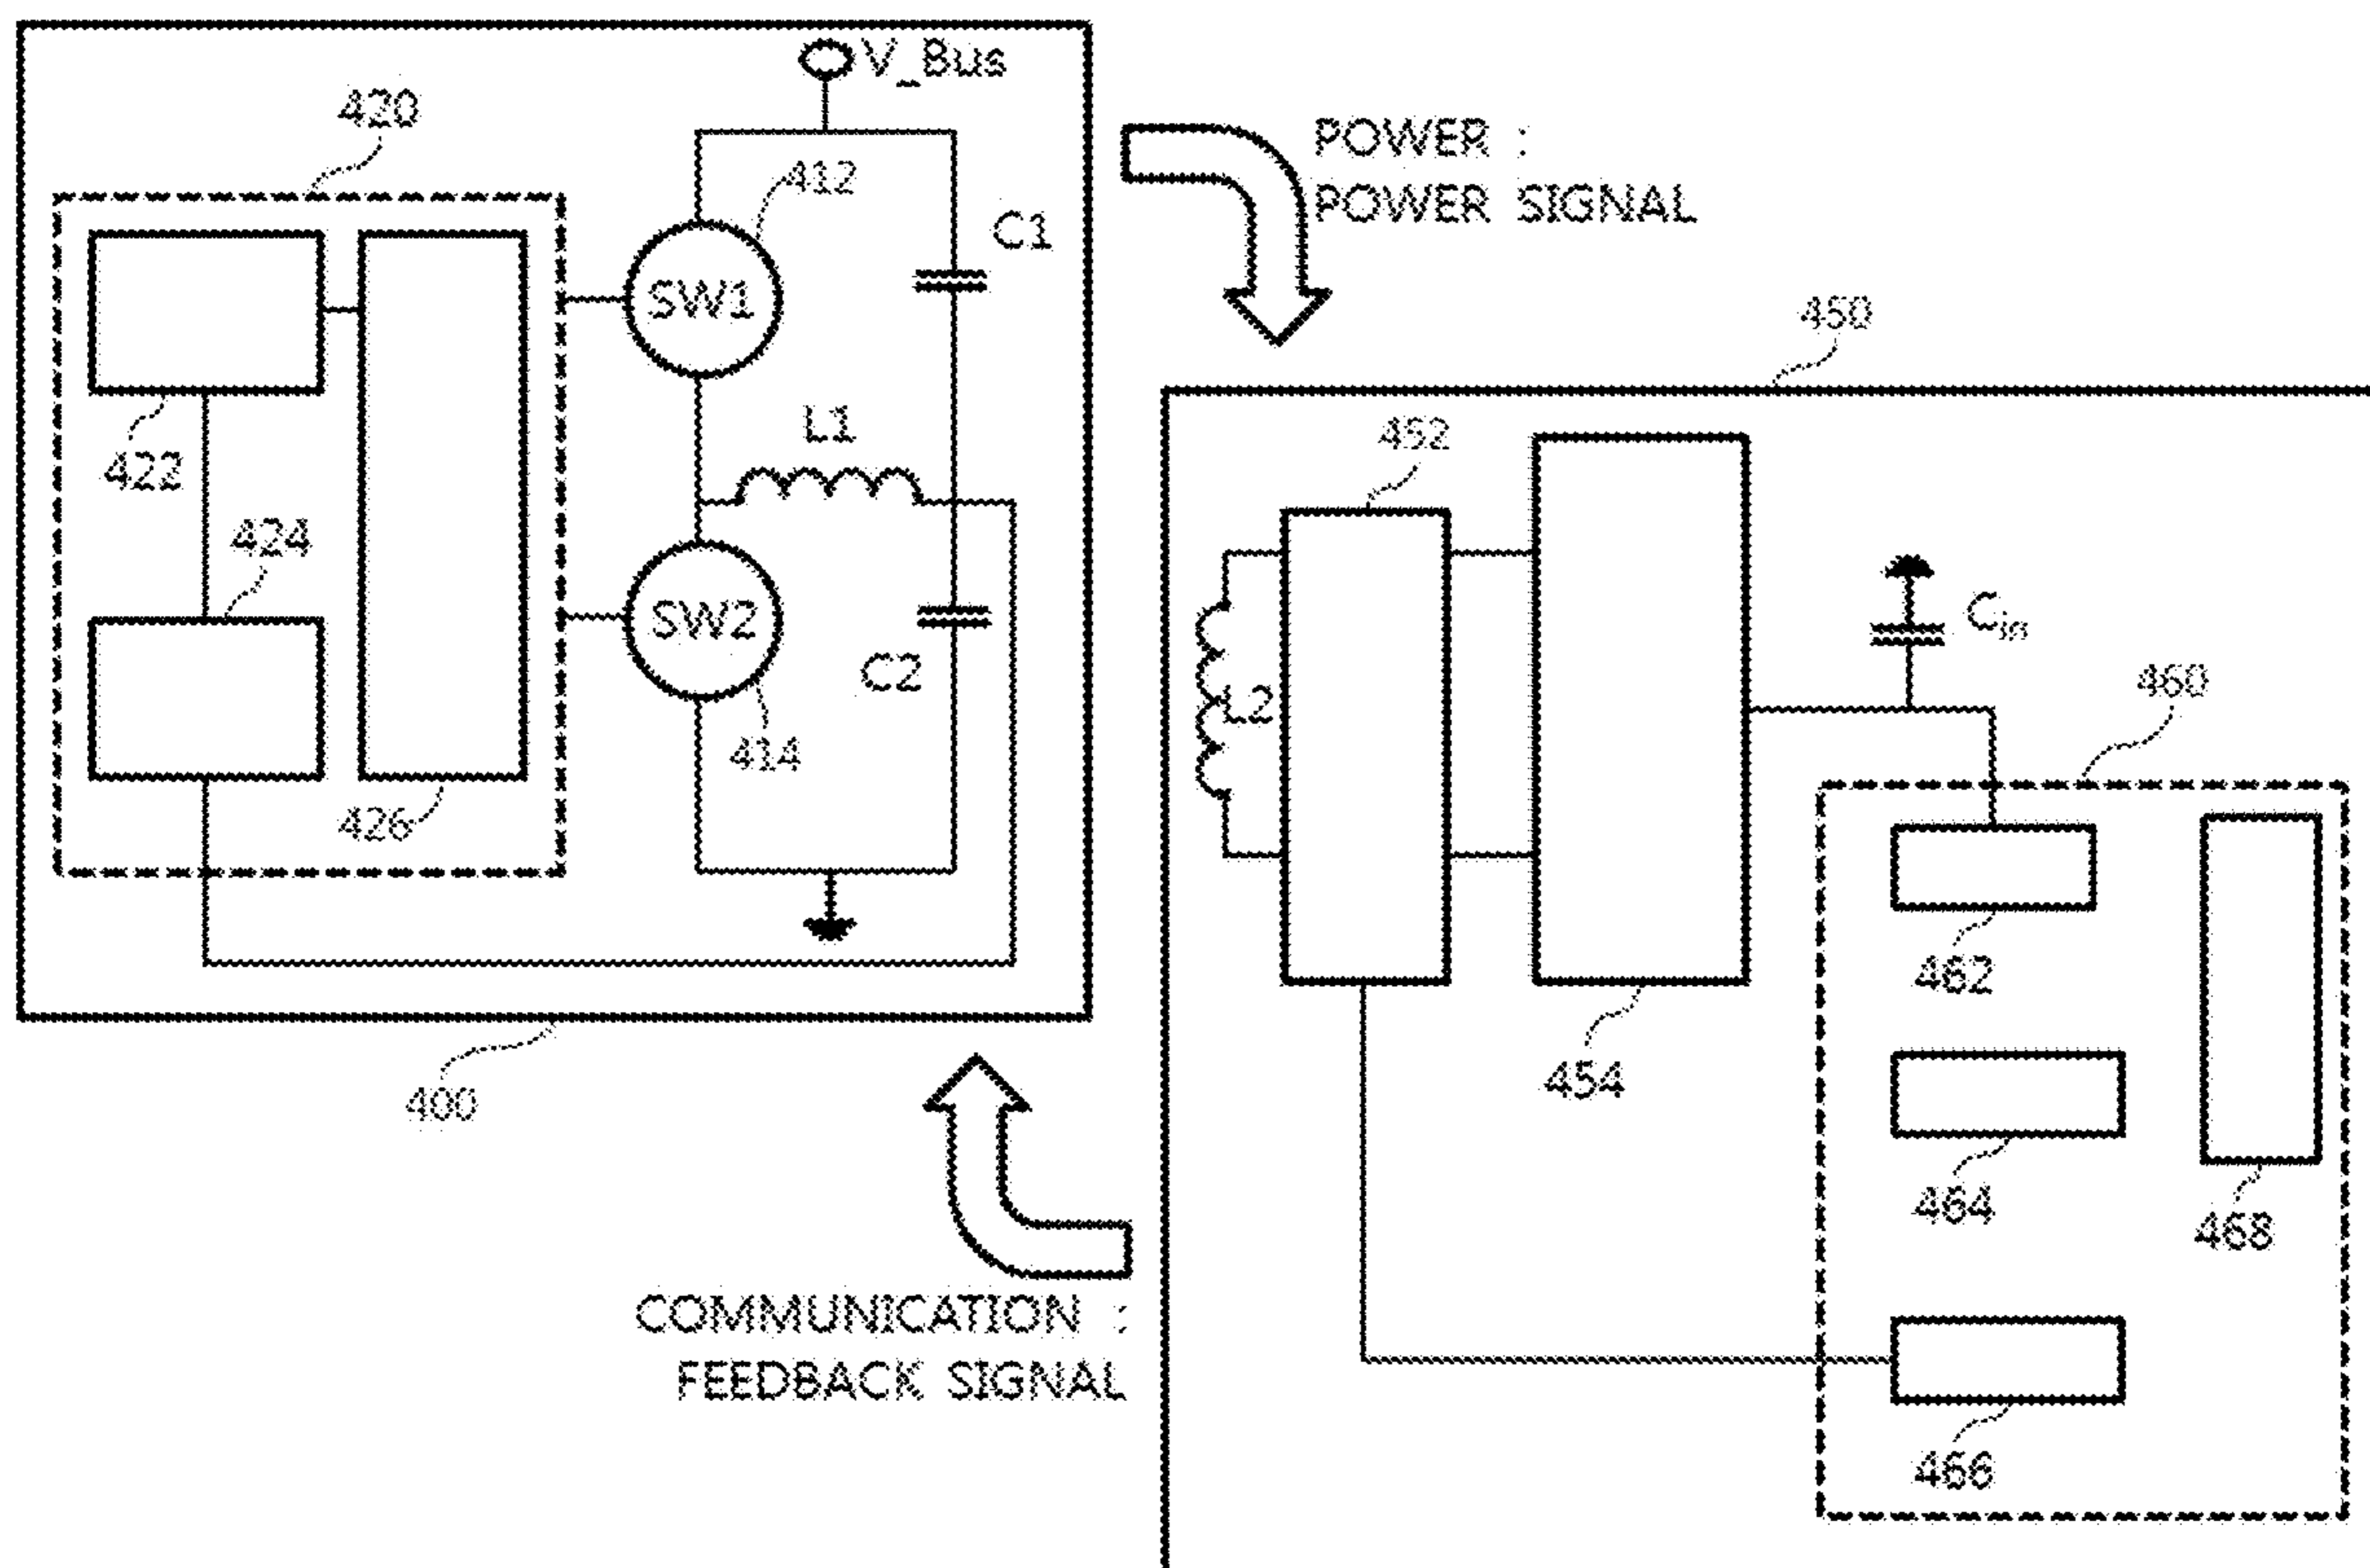 V_Bus
420
412
C1
SW1
422
L1
424
SW2
C2
414
426
400
POWER :
POWER SIGNAL
450
452
L2
Cin
460
462
454
464
468
466
COMMUNICATION :
FEEDBACK SIGNAL